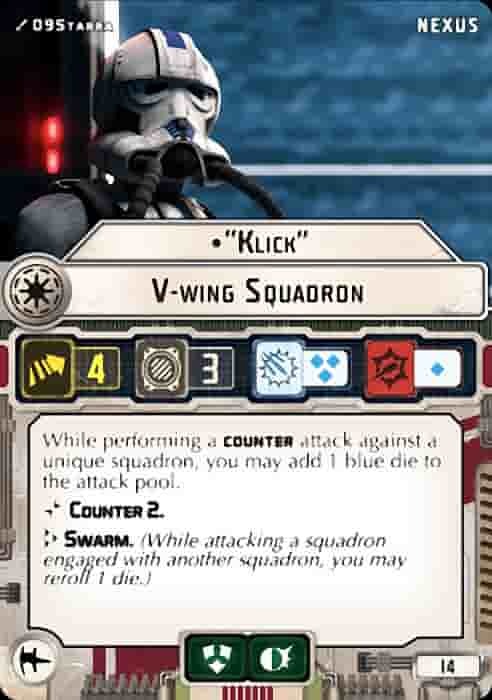 095TARRA
NEXUS
•"KLICK"
V-WING SQUADRON
4
3
While performing a COUNTER attack against a
unique squadron, you may add 1 blue die to
the attack pool.
COUNTER 2.
SWARM. (While attacking a squadron
engaged with another squadron, you may
reroll 1 die.)
14